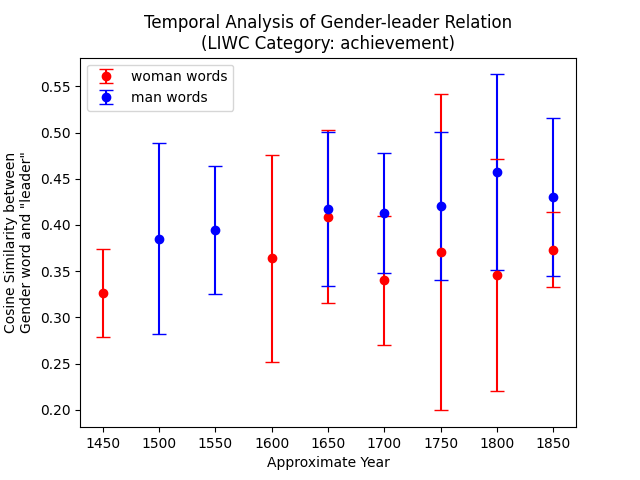 Temporal Analysis of Gender-leader Relation
(LIWC Category: achievement)
woman words
man words
Cosine Similarity between
Gender word and "leader"
0.55
0.50
0.45
0.40
0.35
0.30
0.25
0.20
1450 1500 1550 1600 1650 1700 1750 1800 1850
Approximate Year